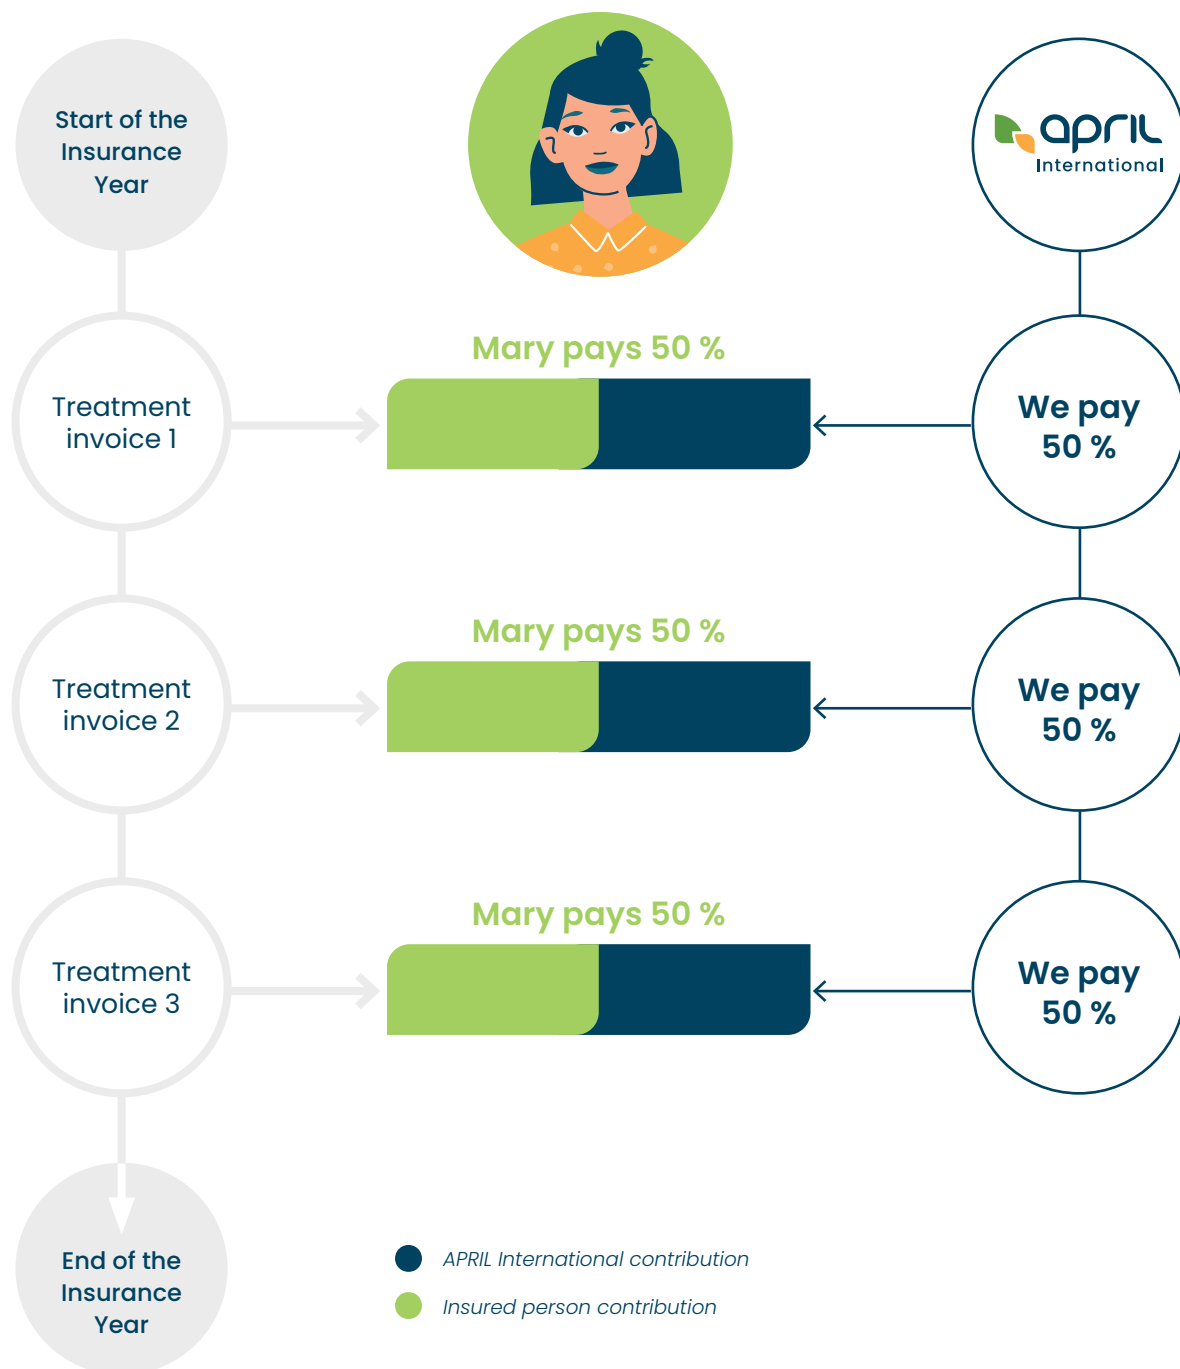 Start of the
Insurance
Year
april
International
Mary pays 50 %
Treatment
invoice 1
We pay
50 %
Mary pays 50 %
Treatment
invoice 2
We pay
50 %
Mary pays 50 %
Treatment
invoice 3
We pay
50 %
End of the
Insurance
Year
APRIL International contribution
Insured person contribution